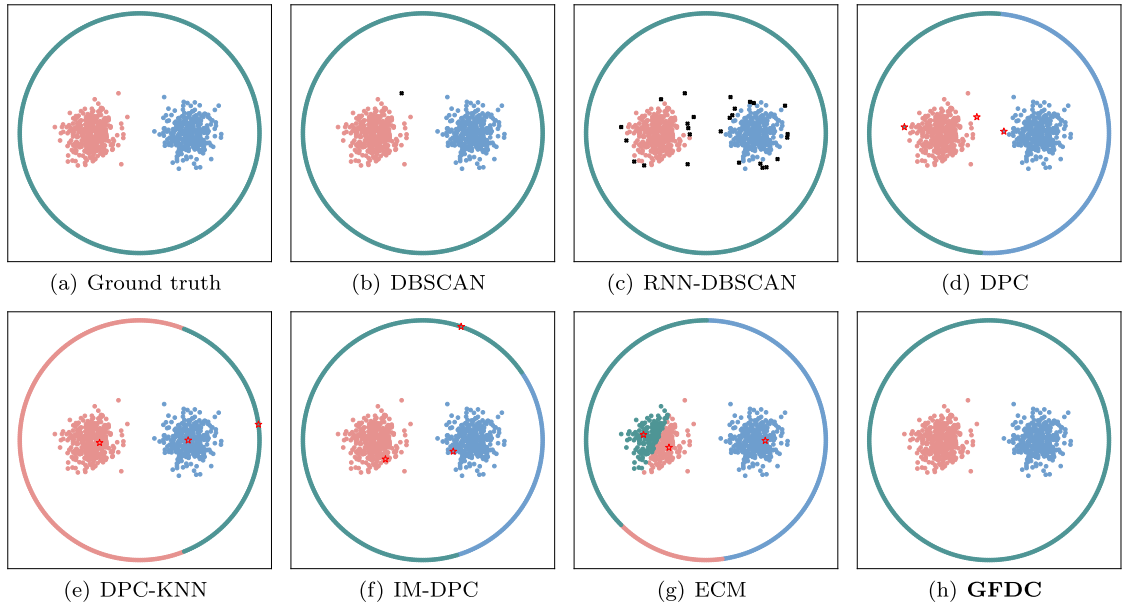 (a) Ground truth
(b) DBSCAN
(c) RNN-DBSCAN
(d) DPC
(e) DPC-KNN
(f) IM-DPC
(g) ECM
(h) GFDC